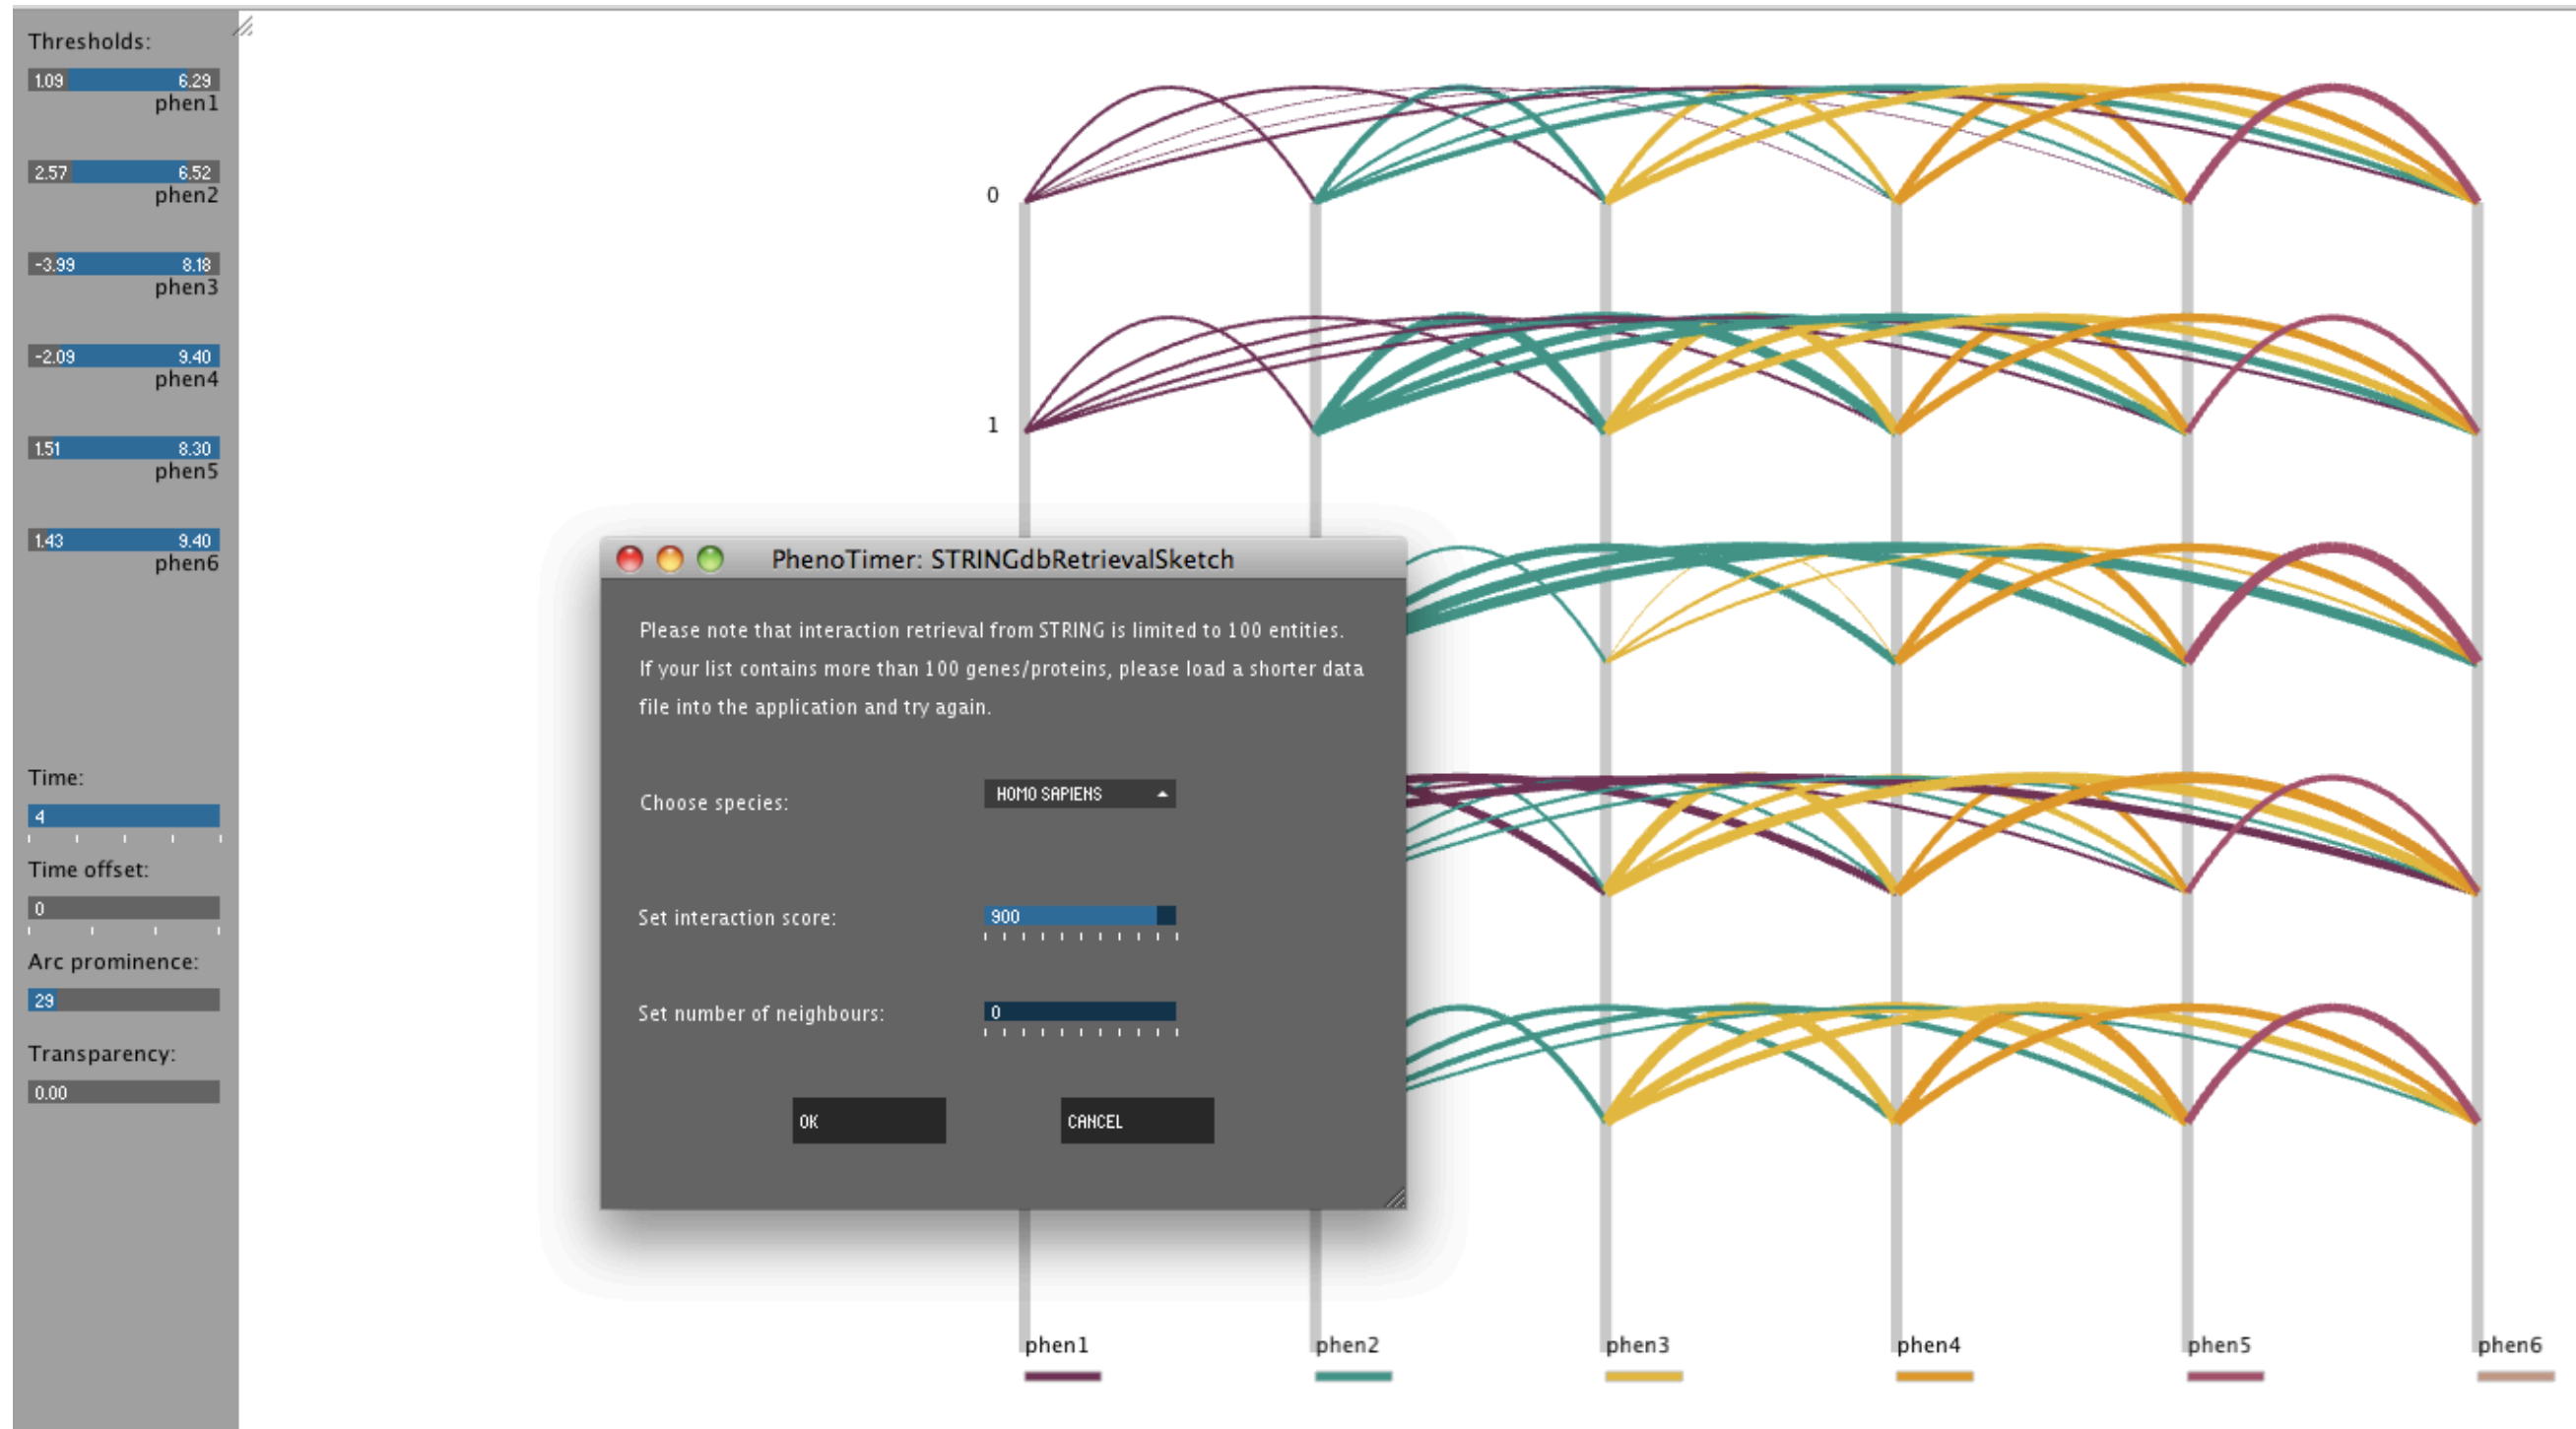 Thresholds:
1.09 6.29
phen1
2.57 6.52
phen2
-3.99 8.18
phen3
-2.09 9.40
phen4
1.51 8.30
phen5
1.43 9.40
phen6
Time:
4
Time offset:
0
Arc prominence:
29
Transparency:
0.00
0
1
PhenoTimer: STRINGdbRetrievalSketch
Please note that interaction retrieval from STRING is limited to 100 entities.
If your list contains more than 100 genes/proteins, please load a shorter data
file into the application and try again.
Choose species: HOMO SAPIENS
Set interaction score: 900
Set number of neighbours: 0
OK CANCEL
phen1 phen2 phen3 phen4 phen5 phen6